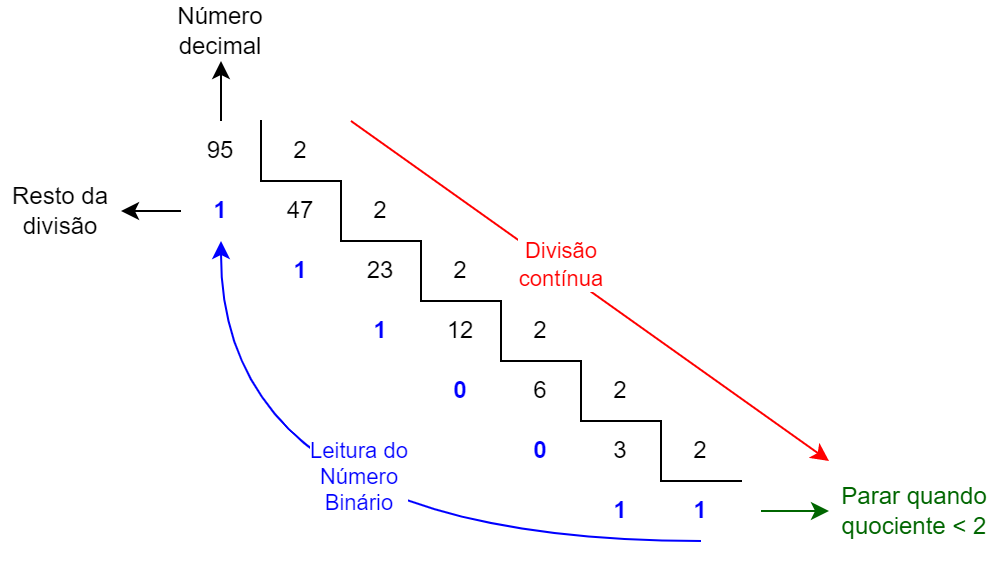 Número
decimal
95 2
Resto da
divisão
1 47 2
Divisão
contínua
1 23 2
1 12 2
0 6 2
Leitura do
Número
Binário
0 3 2
1 1
Parar quando
quociente < 2